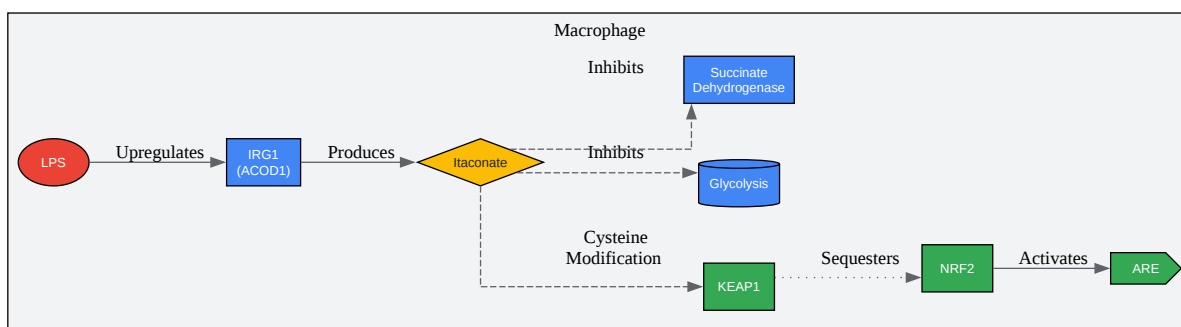 Macrophage
Inhibits
Succinate
Dehydrogenase
LPS
Upregulates
IRG1
(ACOD1)
Produces
Itaconate
Inhibits
Glycolysis
Cysteine
Modification
KEAP1
Sequesters
NRF2
Activates
ARE